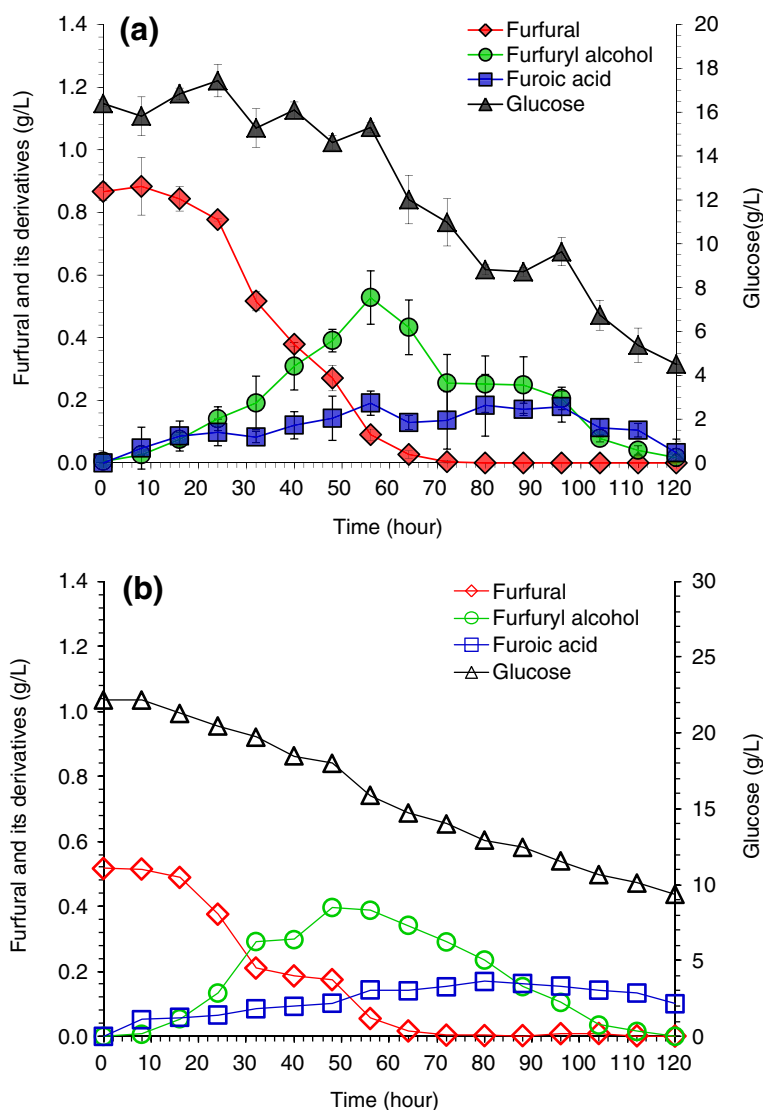 (a)
Furfural
Furfuryl alcohol
Furoic acid
Glucose
Furfural and its derivatives (g/L)
1.4
1.2
1.0
0.8
0.6
0.4
0.2
0.0
20
18
16
14
12
10
8
6
4
2
0
Glucose(g/L)
0 10 20 30 40 50 60 70 80 90 100 110 120
Time (hour)
(b)
Furfural
Furfuryl alcohol
Furoic acid
Glucose
Furfural and its derivatives (g/L)
1.4
1.2
1.0
0.8
0.6
0.4
0.2
0.0
30
25
20
15
10
5
0
Glucose (g/L)
0 10 20 30 40 50 60 70 80 90 100 110 120
Time (hour)